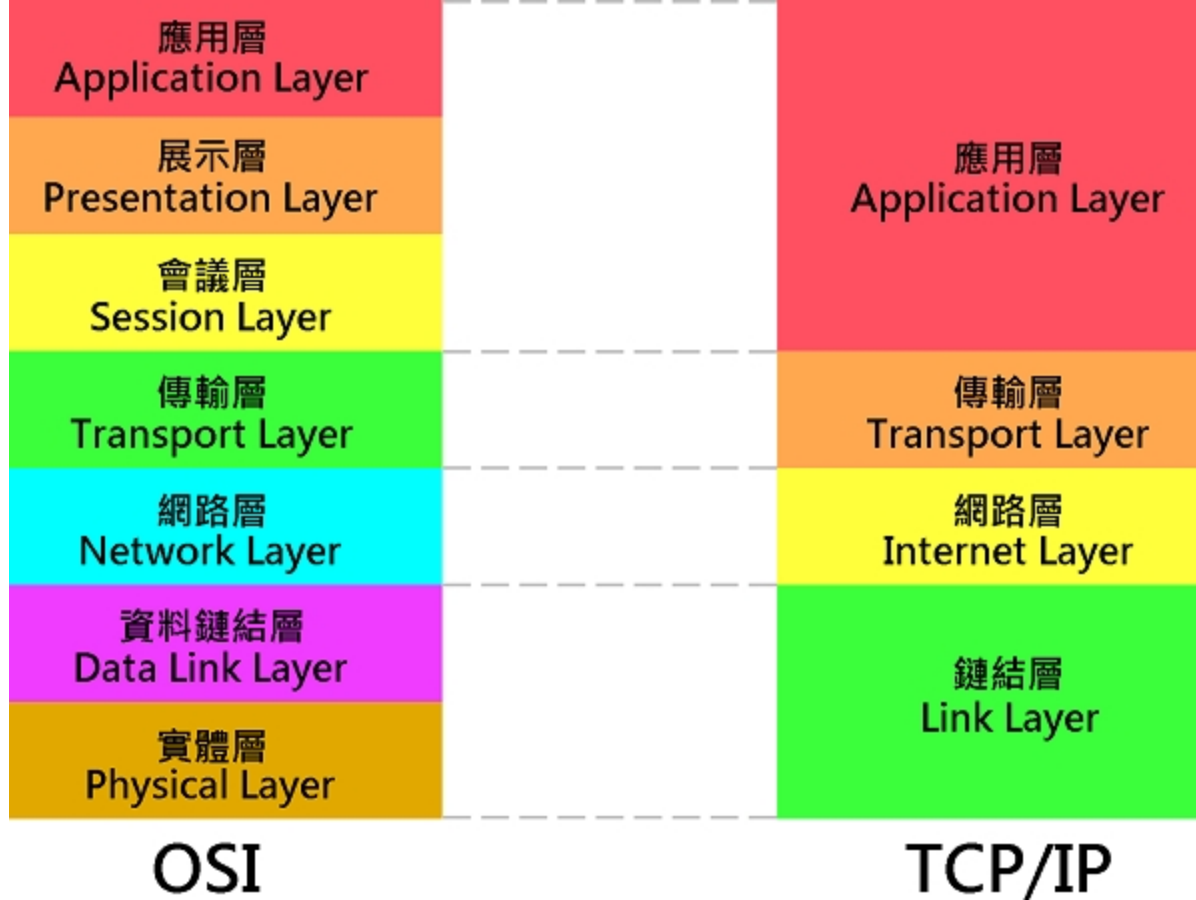 應用層
Application Layer
展示層
Presentation Layer
會議層
Session Layer
傳輸層
Transport Layer
網路層
Network Layer
資料鏈結層
Data Link Layer
實體層
Physical Layer
OSI
應用層
Application Layer
傳輸層
Transport Layer
網路層
Internet Layer
鏈結層
Link Layer
TCP/IP